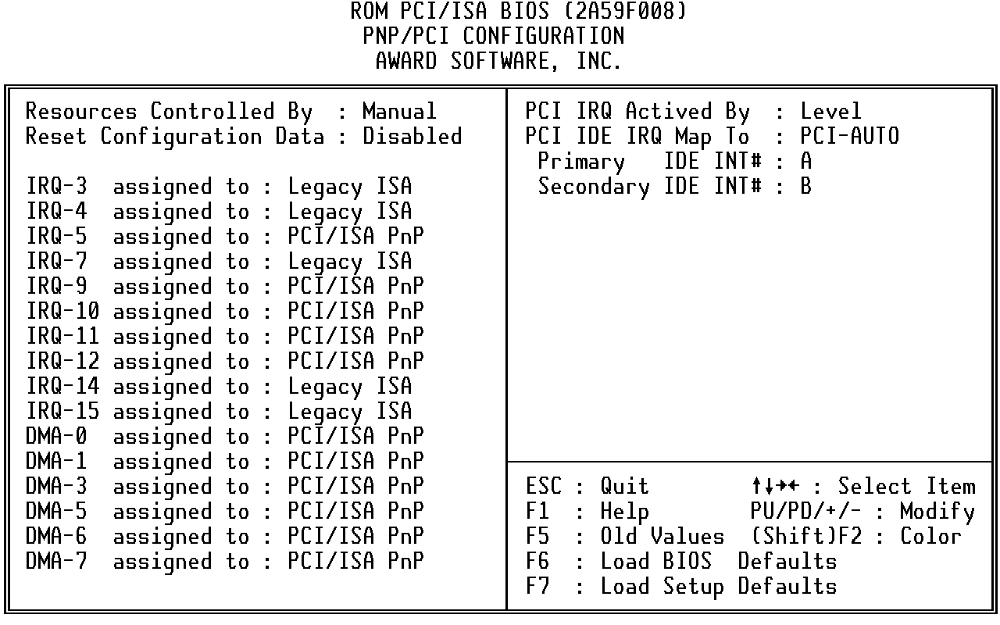 ROM PCI/ISA BIOS (2A59F008)
PNP/PCI CONFIGURATION
AWARD SOFTWARE, INC.
Resources Controlled By : Manual
Reset Configuration Data : Disabled
IRQ-3 assigned to : Legacy ISA
IRQ-4 assigned to : Legacy ISA
IRQ-5 assigned to : PCI/ISA PnP
IRQ-7 assigned to : Legacy ISA
IRQ-9 assigned to : PCI/ISA PnP
IRQ-10 assigned to : PCI/ISA PnP
IRQ-11 assigned to : PCI/ISA PnP
IRQ-12 assigned to : PCI/ISA PnP
IRQ-14 assigned to : Legacy ISA
IRQ-15 assigned to : Legacy ISA
DMA-0 assigned to : PCI/ISA PnP
DMA-1 assigned to : PCI/ISA PnP
DMA-3 assigned to : PCI/ISA PnP
DMA-5 assigned to : PCI/ISA PnP
DMA-6 assigned to : PCI/ISA PnP
DMA-7 assigned to : PCI/ISA PnP
PCI IRQ Actived By : Level
PCI IDE IRQ Map To : PCI-AUTO
Primary IDE INT# : A
Secondary IDE INT# : B
ESC : Quit ↑↓→← : Select Item
F1 : Help PU/PD/+/- : Modify
F5 : Old Values (Shift)F2 : Color
F6 : Load BIOS Defaults
F7 : Load Setup Defaults